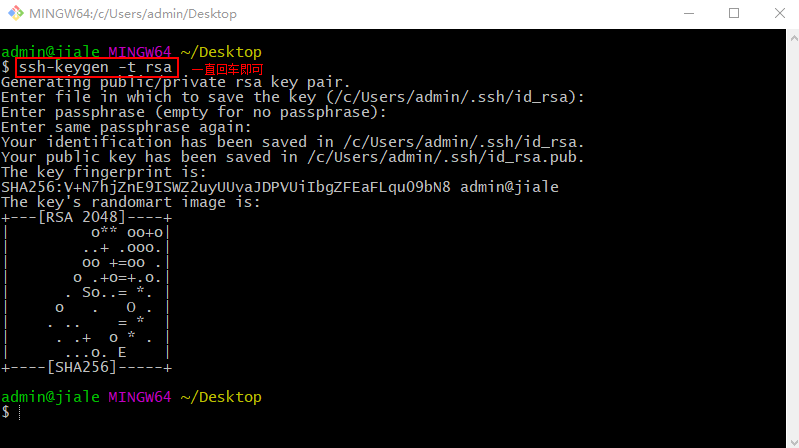 MINGW64:/c/Users/admin/Desktop
admin@jiale MINGW64 ~/Desktop
$ ssh-keygen -t rsa 一直回车即可
Generating public/private rsa key pair.
Enter file in which to save the key (/c/Users/admin/.ssh/id_rsa):
Enter passphrase (empty for no passphrase):
Enter same passphrase again:
Your identification has been saved in /c/Users/admin/.ssh/id_rsa.
Your public key has been saved in /c/Users/admin/.ssh/id_rsa.pub.
The key fingerprint is:
SHA256:V+N7hjZnE9ISWZ2uyUUvaJDPVUiIbgZFEaFLquO9bN8 admin@jiale
The key's randomart image is:
+---[RSA 2048]----+
|         o** oo+o|
|        ..+ .ooo.|
|        oo +=oo .|
|       o .+o=+.o.|
|      . So..= *. |
|     o   .   O . |
|    . ..    = *  |
|     . .+  o * . |
|      ...o. E    |
+----[SHA256]-----+
admin@jiale MINGW64 ~/Desktop
$